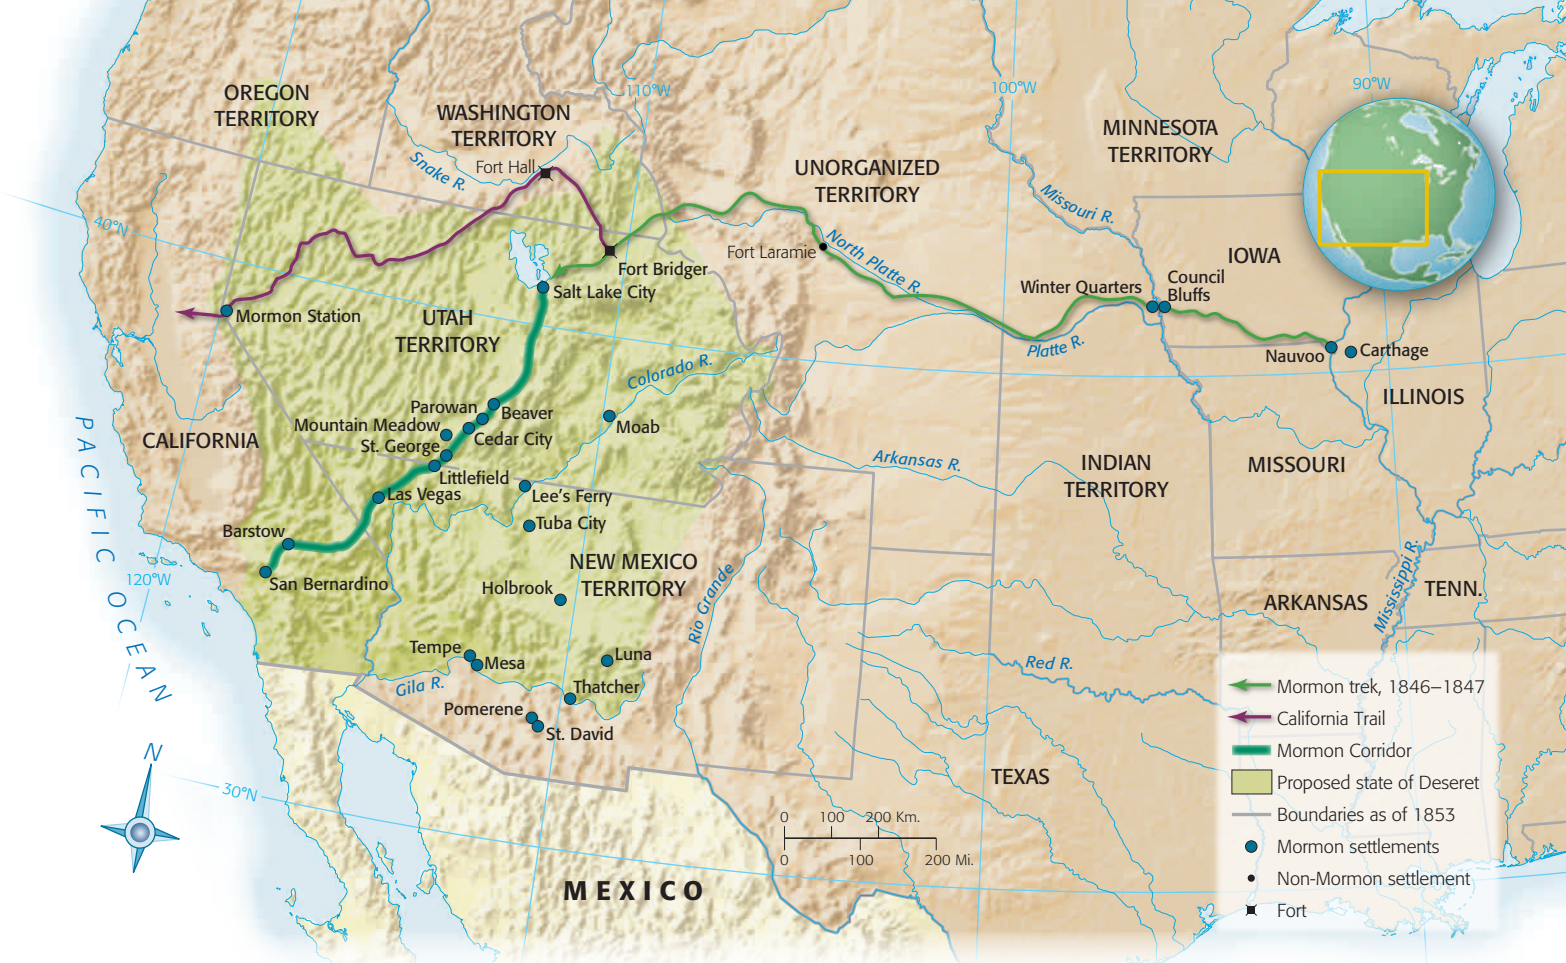 OREGON
TERRITORY
WASHINGTON
TERRITORY
110°W
100°W
90°W
MINNESOTA
TERRITORY
UNORGANIZED
TERRITORY
Snake R.
Fort Hall
Missouri R.
40°N
IOWA
Fort Laramie
North Platte R.
Fort Bridger
Council
Bluffs
Winter Quarters
Salt Lake City
Mormon Station
UTAH
TERRITORY
Platte R.
Nauvoo
Carthage
Colorado R.
ILLINOIS
Parowan
Beaver
Mountain Meadow
Moab
CALIFORNIA
St. George
Cedar City
Arkansas R.
INDIAN
TERRITORY
MISSOURI
Littlefield
Las Vegas
Lee's Ferry
Tuba City
Barstow
PACIFIC OCEAN
120°W
San Bernardino
NEW MEXICO
TERRITORY
Holbrook
Rio Grande
Mississippi R.
TENN.
ARKANSAS
Tempe
Mesa
Luna
Red R.
Gila R.
Thatcher
Pomerene
St. David
N
30°N
TEXAS
0 100 200 Km.
0 100 200 Mi.
MEXICO
Mormon trek, 1846–1847
California Trail
Mormon Corridor
Proposed state of Deseret
Boundaries as of 1853
Mormon settlements
Non-Mormon settlement
Fort